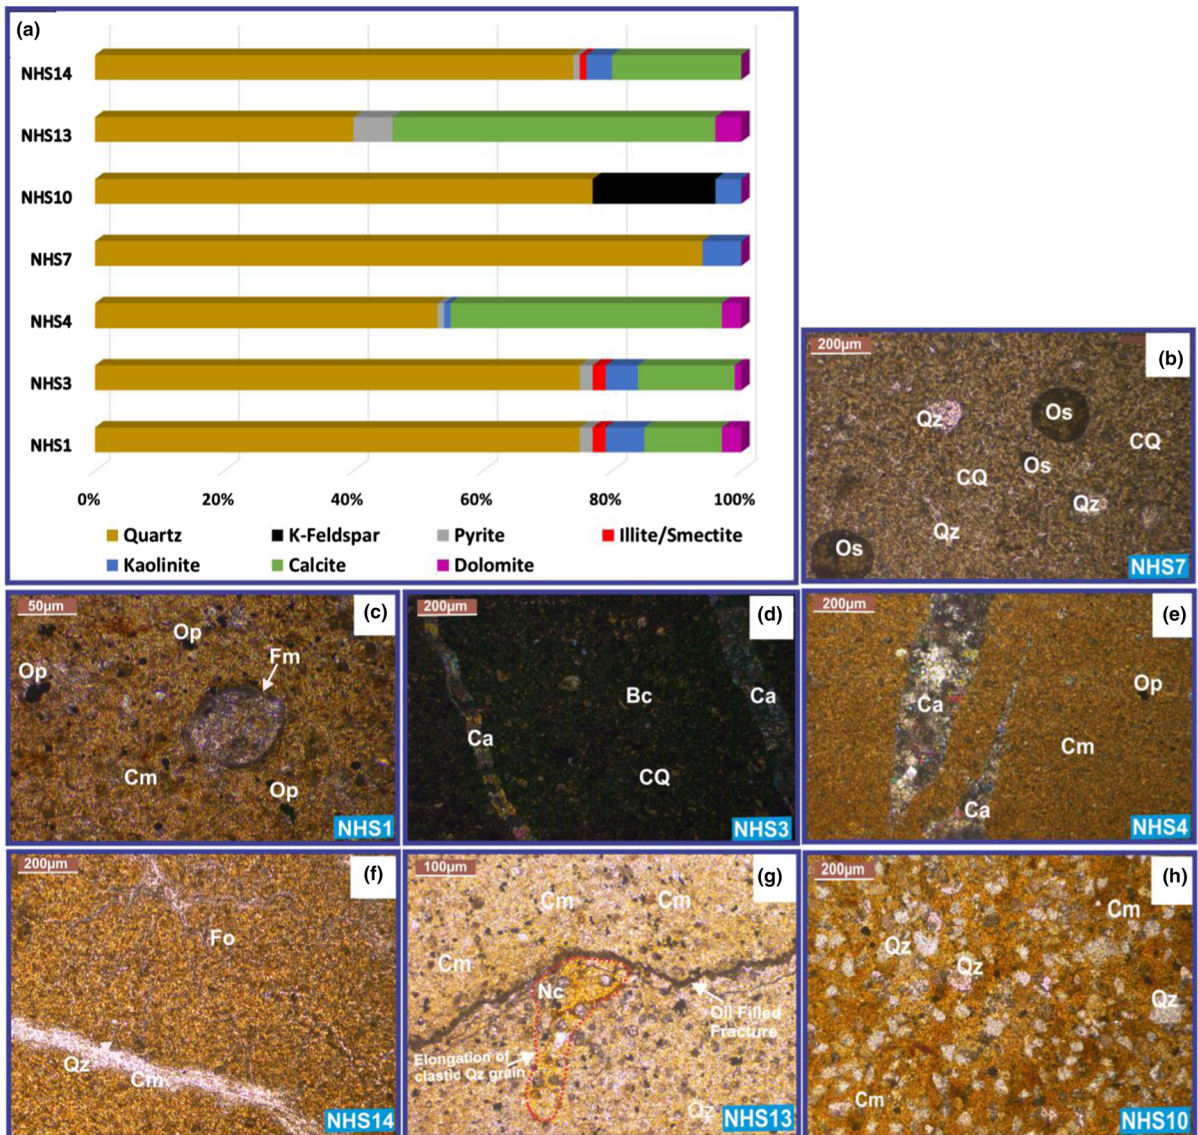 (a)
NHS14
NHS13
NHS10
NHS7
NHS4
NHS3
NHS1
0% 20% 40% 60% 80% 100%
Quartz K-Feldspar Pyrite Illite/Smectite
Kaolinite Calcite Dolomite
200µm (b)
Qz Os
CQ
Os
CQ
Qz
Qz
Os
NHS7
50µm (c)
Op
Fm
Op
Cm
Op
NHS1
200µm (d)
Bc Ca
Ca
CQ
NHS3
200µm (e)
Op
Ca
Cm
Ca
NHS4
200µm (f)
Fo
Qz
Cm
NHS14
100µm (g)
Cm Cm
Cm
Nc
Oil Filled
Fracture
Elongation of
clastic Qz grain
Qz
NHS13
200µm (h)
Cm
Qz
Qz
Qz
Cm
NHS10